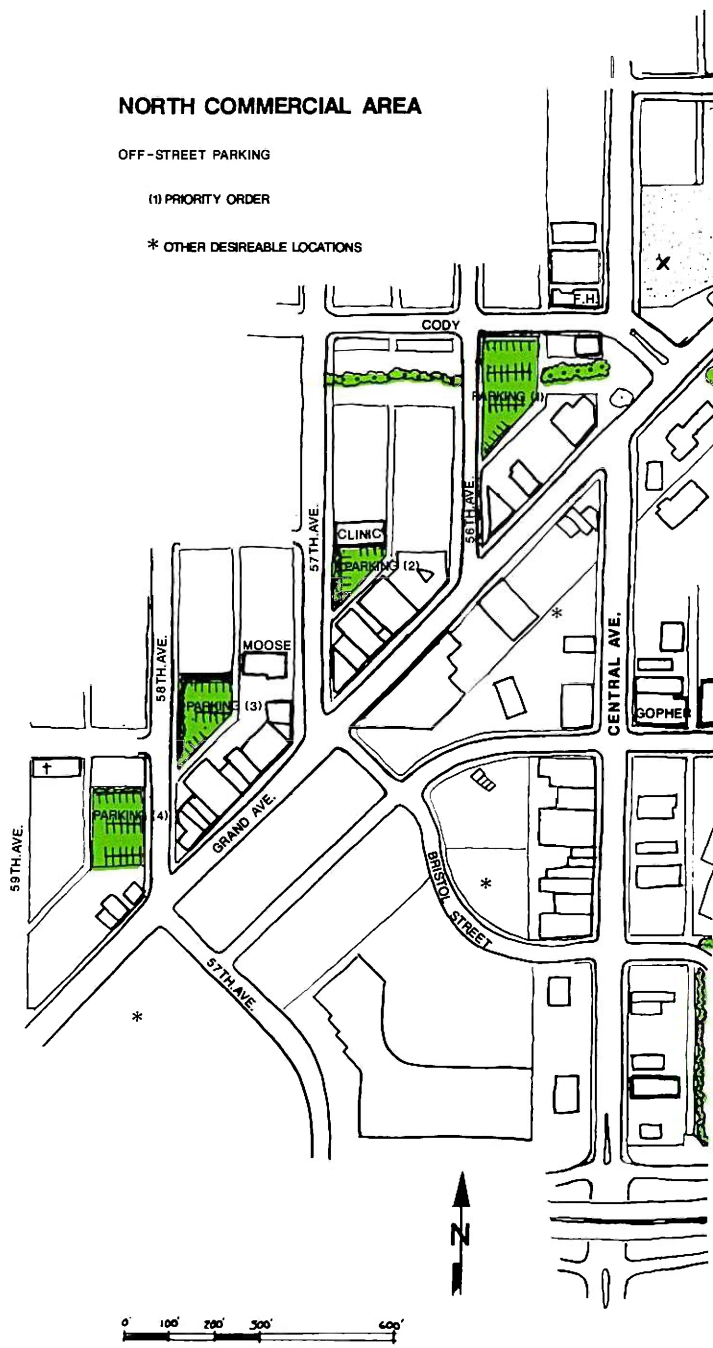 NORTH COMMERCIAL AREA
OFF-STREET PARKING
(1) PRIORITY ORDER
* OTHER DESIREABLE LOCATIONS
X
F.H.
CODY
PARKING (1)
56TH. AVE.
57TH. AVE.
CLINIC
PARKING (2)
*
CENTRAL AVE.
58TH. AVE.
MOOSE
PARKING (3)
GOPHER
59TH. AVE.
PARKING (4)
GRAND AVE.
BRISTOL STREET
*
57TH. AVE.
*
N
0' 100' 200' 300' 600'